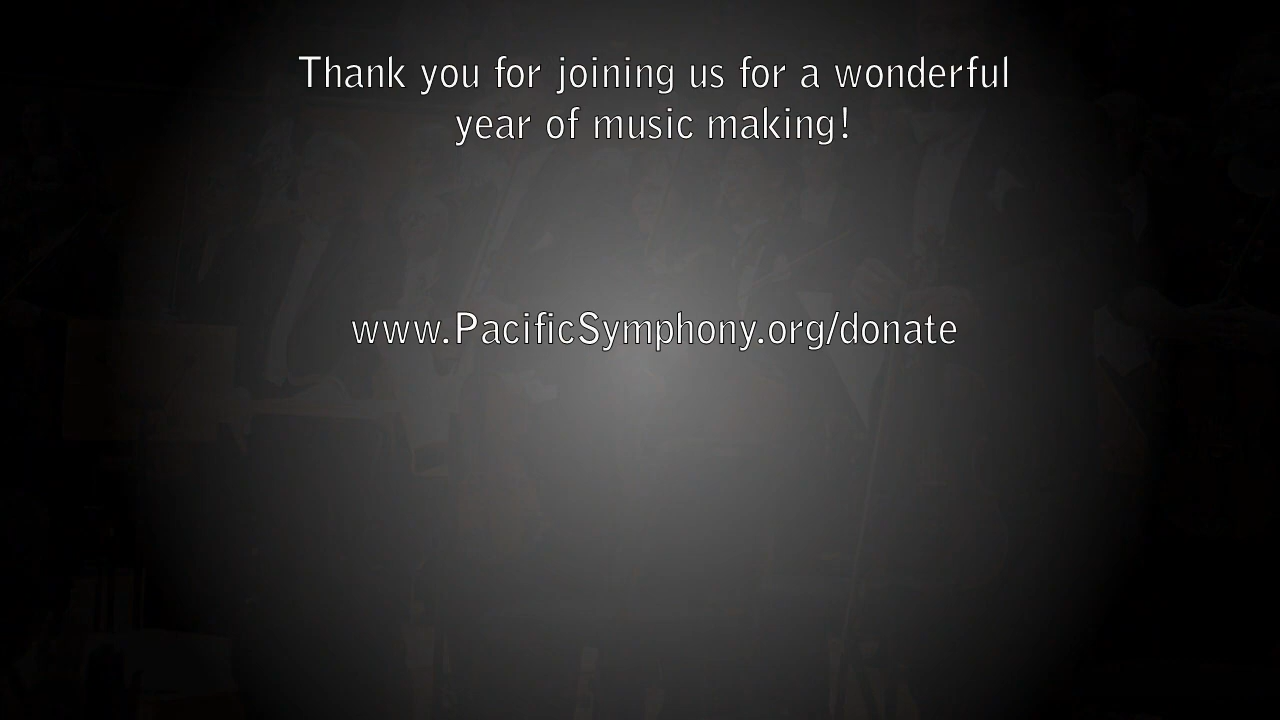 Thank you for joining us for a wonderful
year of music making!
www.PacificSymphony.org/donate